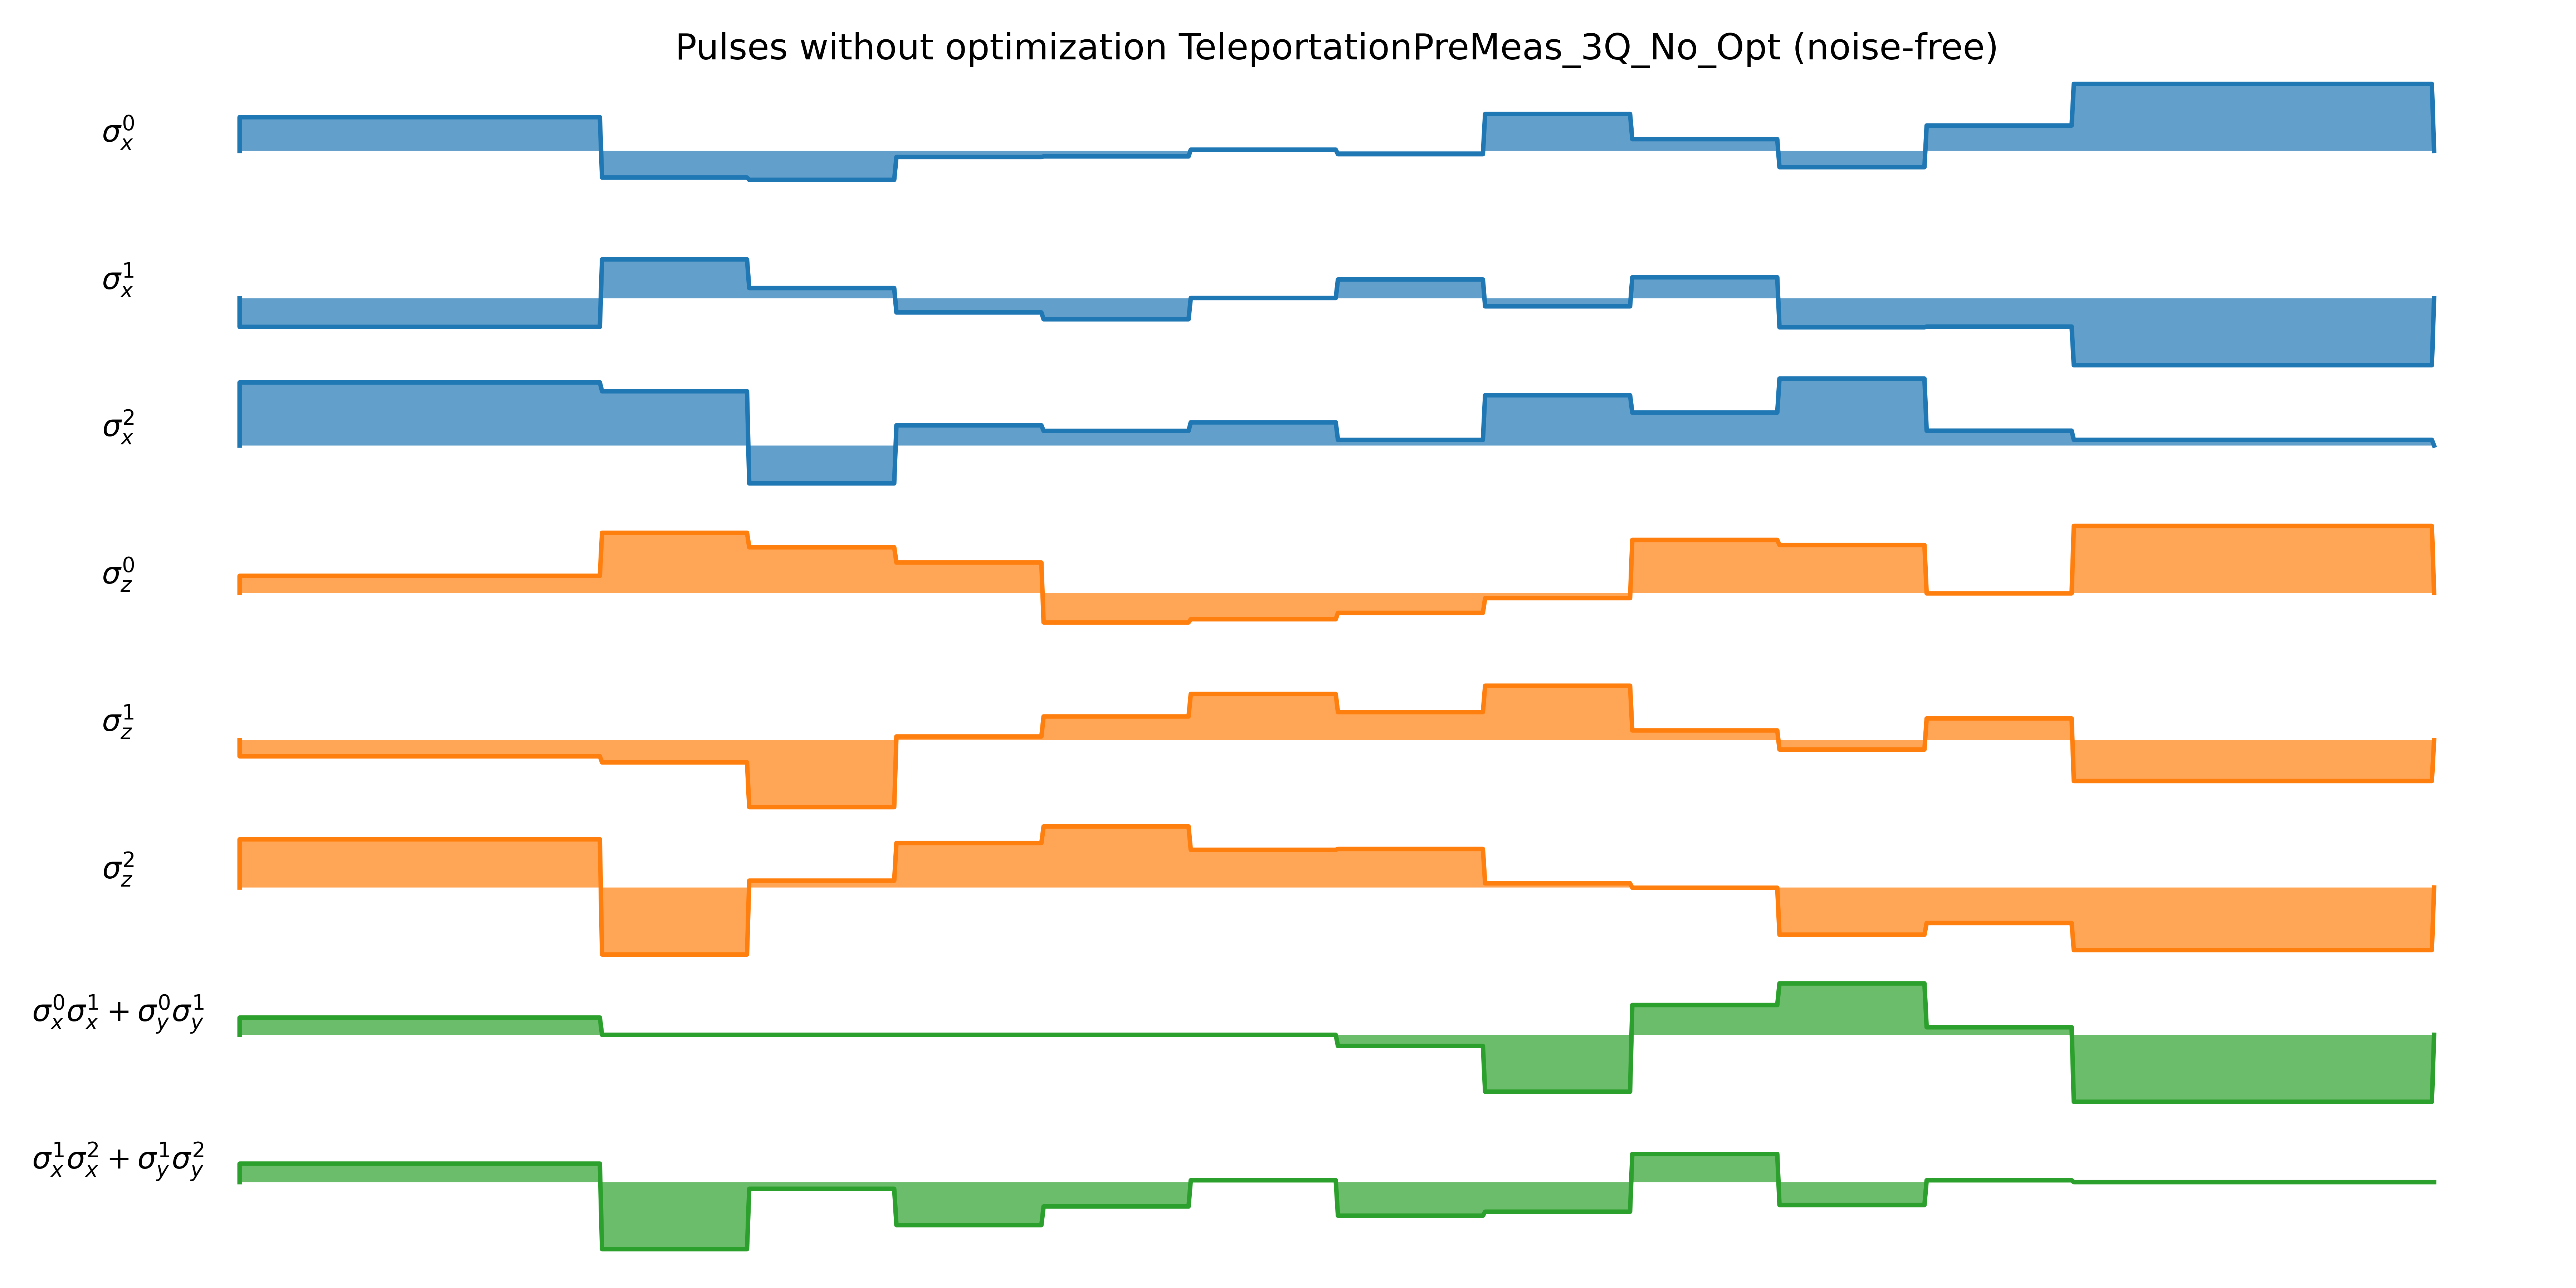 Pulses without optimization TeleportationPreMeas_3Q_No_Opt (noise-free)
σ_x^0
σ_x^1
σ_x^2
σ_z^0
σ_z^1
σ_z^2
σ_x^0σ_x^1 + σ_y^0σ_y^1
σ_x^1σ_x^2 + σ_y^1σ_y^2